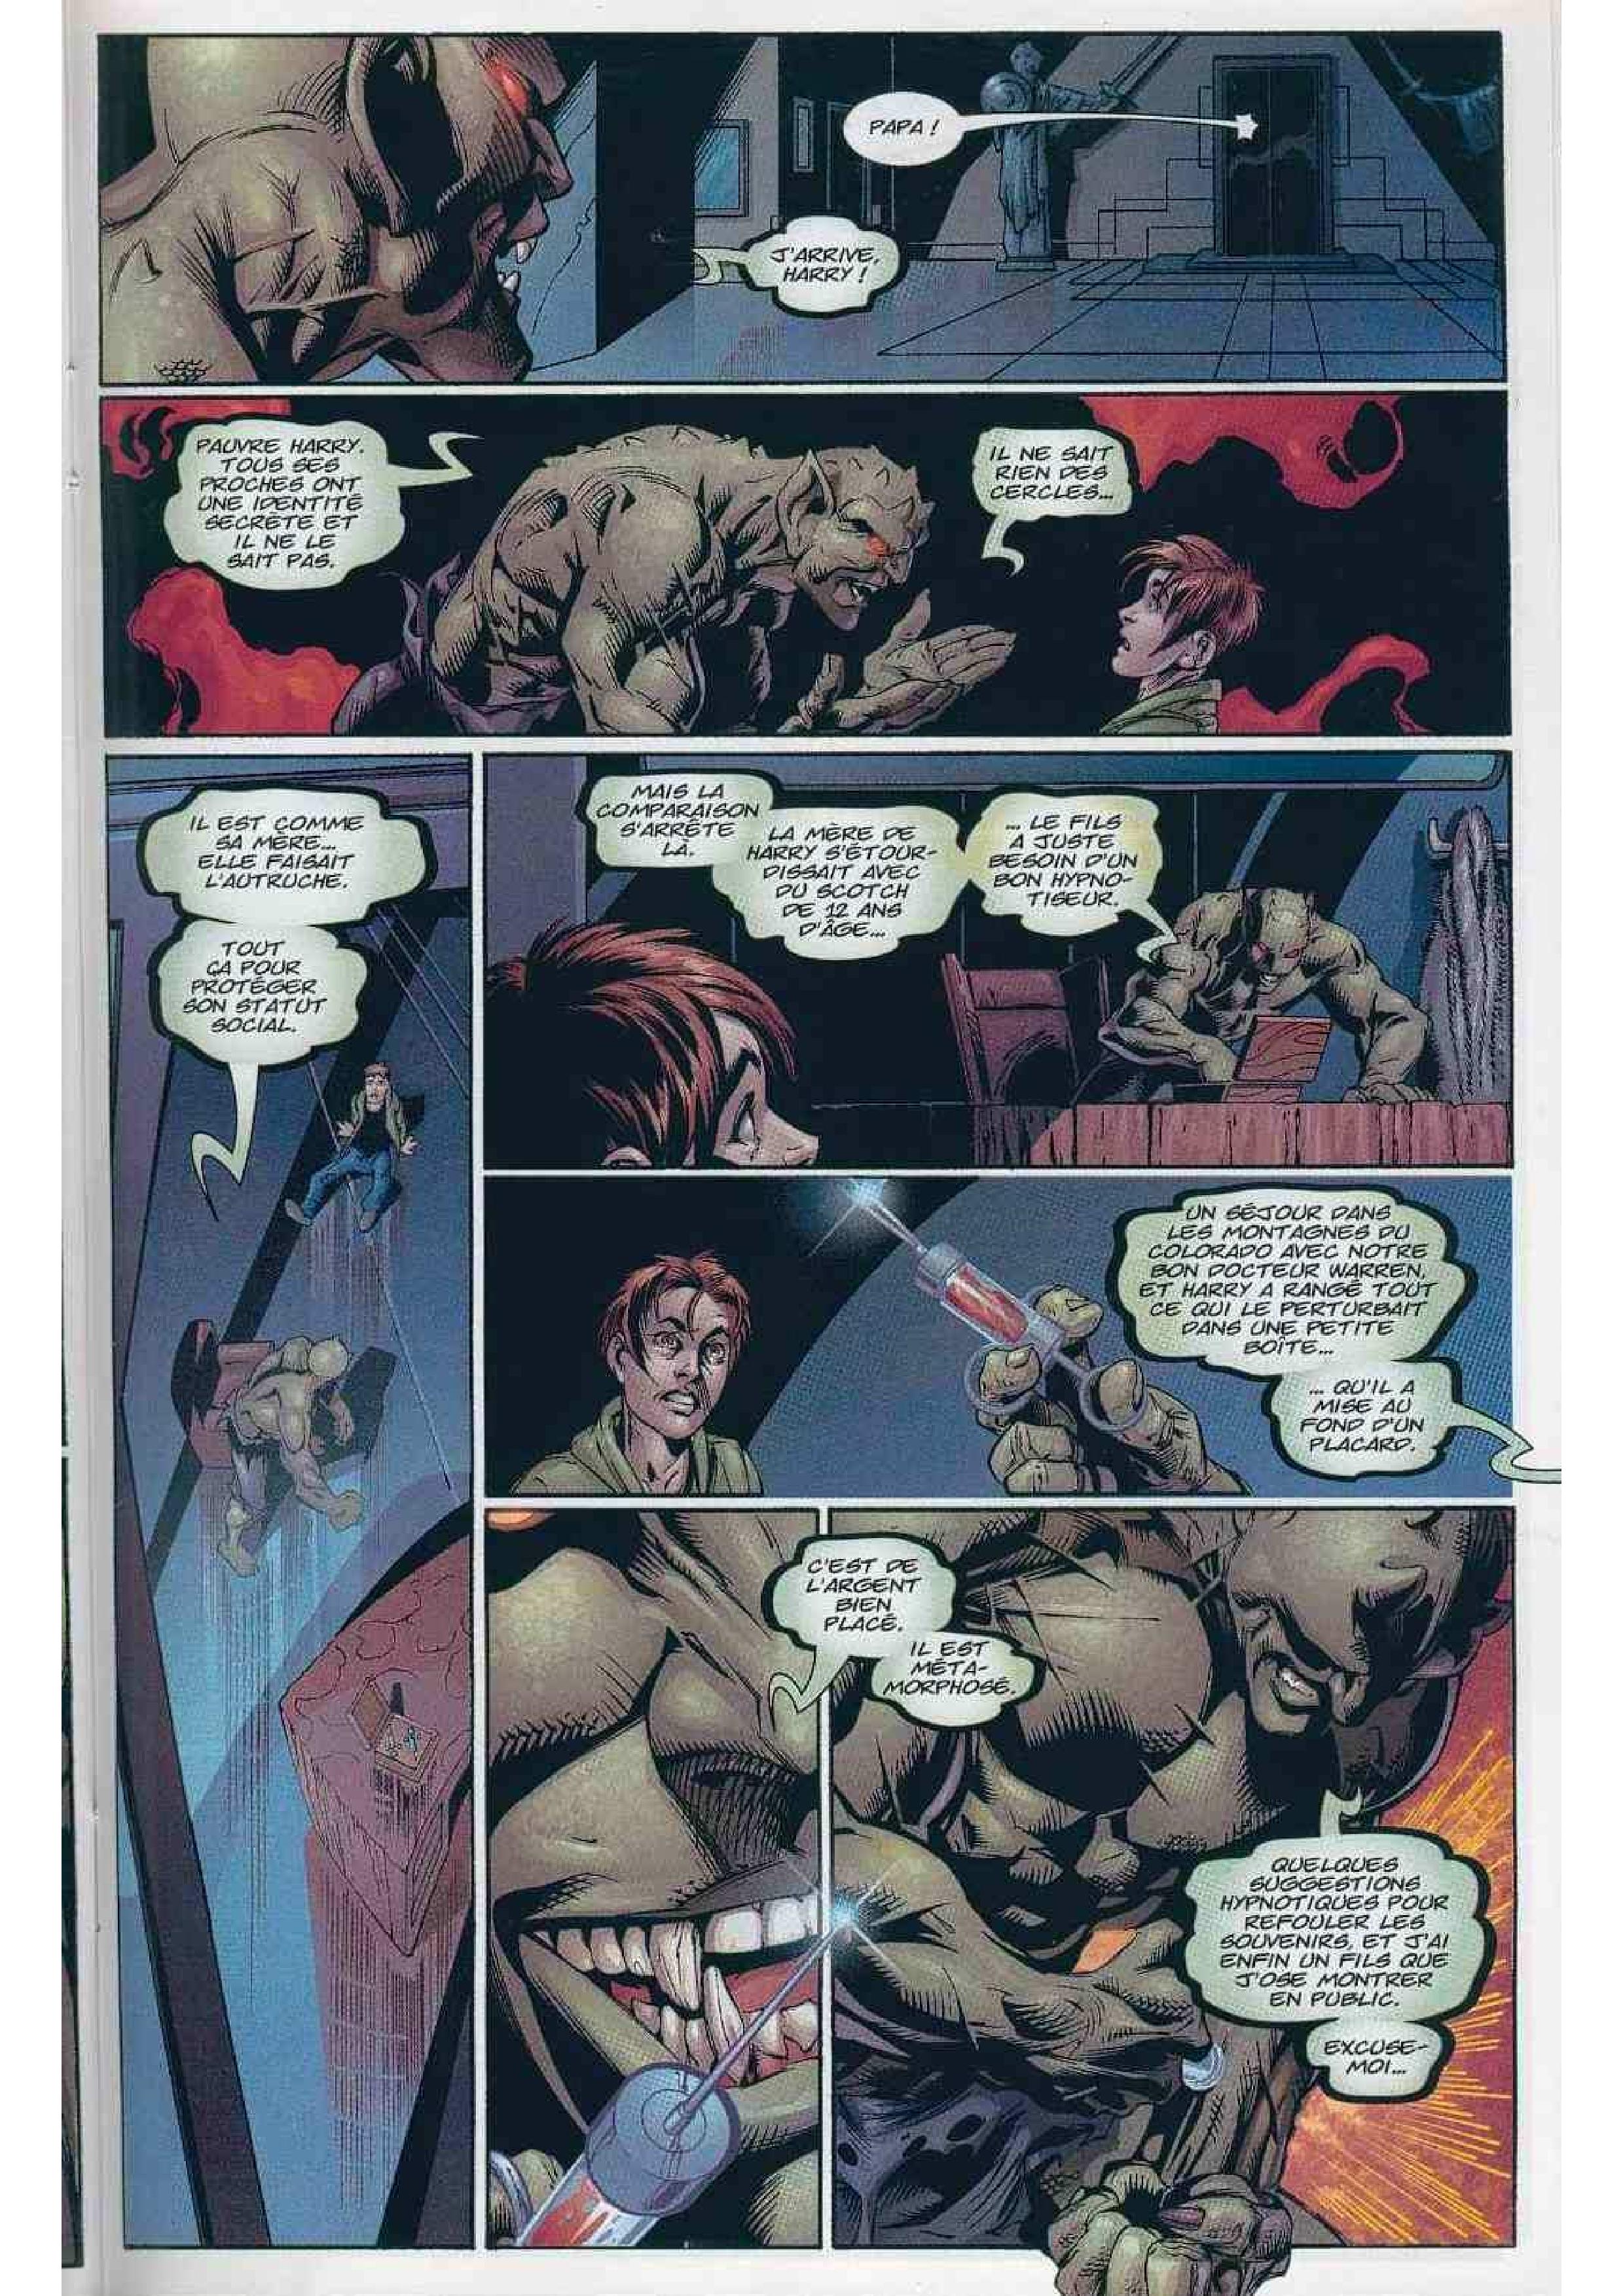 PAPA !
J'ARRIVE,
HARRY !
PAUVRE HARRY.
TOUS SES
PROCHES ONT
UNE IDENTITÉ
SECRÈTE ET
IL NE LE
SAIT PAS.
IL NE SAIT
RIEN DES
CERCLES...
IL EST COMME
SA MÈRE...
ELLE FAISAIT
L'AUTRUCHE.
TOUT
ÇA POUR
PROTÉGER
SON STATUT
SOCIAL.
MAIS LA
COMPARAISON
S'ARRÊTE
LÀ.
LA MÈRE DE
HARRY S'ÉTOUR-
DISSAIT AVEC
DU SCOTCH
DE 12 ANS
D'ÂGE...
... LE FILS
A JUSTE
BESOIN D'UN
BON HYPNO-
TISEUR.
UN SÉJOUR DANS
LES MONTAGNES DU
COLORADO AVEC NOTRE
BON DOCTEUR WARREN,
ET HARRY A RANGÉ TOUT
CE QUI LE PERTURBAIT
DANS UNE PETITE
BOÎTE...
... QU'IL A
MISE AU
FOND D'UN
PLACARD.
C'EST DE
L'ARGENT
BIEN
PLACÉ.
IL EST
MÉTA-
MORPHOSÉ.
QUELQUES
SUGGESTIONS
HYPNOTIQUES POUR
REFOULER LES
SOUVENIRS, ET J'AI
ENFIN UN FILS QUE
J'OSE MONTRER
EN PUBLIC.
EXCUSE-
MOI...